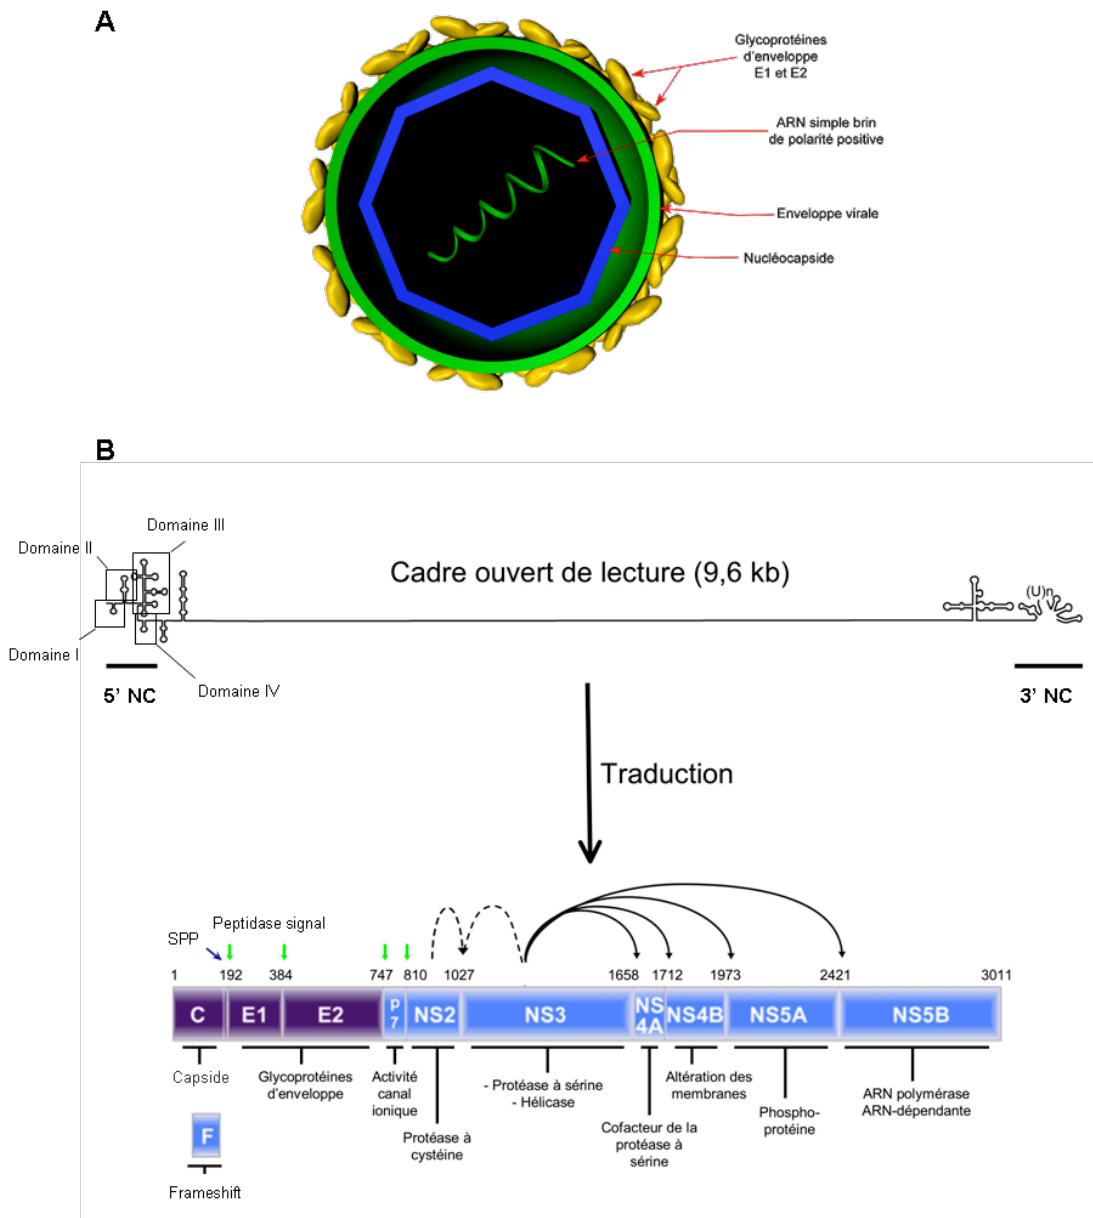 A
Glycoprotéines
d'enveloppe
E1 et E2
ARN simple brin
de polarité positive
Enveloppe virale
Nucléocapside
B
Domaine III
Domaine II
Cadre ouvert de lecture (9,6 kb)
(U)n
Domaine I
Domaine IV
5' NC
3' NC
Traduction
Peptidase signal
SPP
1 192 384 747 810 1027 1658 1712 1973 2421 3011
C E1 E2 p7 NS2 NS3 NS4A NS4B NS5A NS5B
Capside
Glycoprotéines
d'enveloppe
Activité
canal
ionique
Protéase à
cystéine
- Protéase à sérine
- Hélicase
Cofacteur de la
protéase à
sérine
Altération des
membranes
Phospho-
protéine
ARN polymérase
ARN-dépendante
F
Frameshift